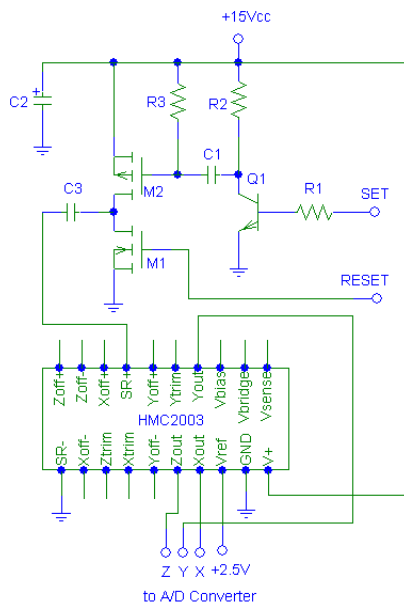 +15Vcc
C2
R3
R2
C1
Q1
R1
SET
M2
C3
M1
RESET
Zoff+
Zoff-
Xoff+
SR+
Yoff+
Ytrim
Yout
Vbias
Vbridge
Vsense
HMC2003
SR-
Xoff-
Ztrim
Xtrim
Yoff-
Zout
Xout
Vref
GND
V+
Z Y X +2.5V
to A/D Converter